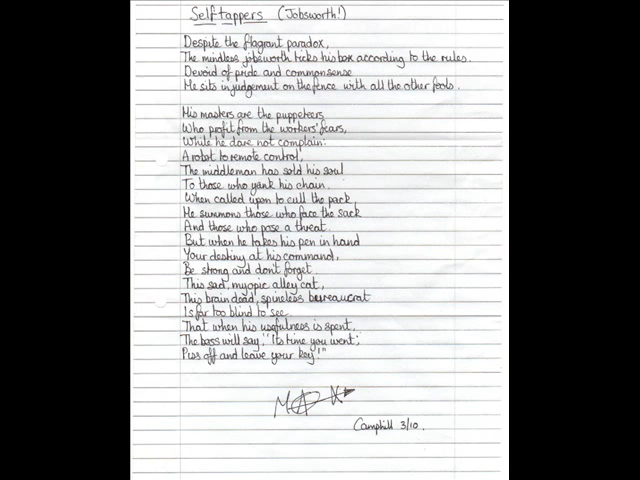 Self tappers (Jobsworth!)
Despite the flagrant paradox,
The mindless jobsworth ticks his box according to the rules.
Devoid of pride and commonsense
He sits in judgement on the fence with all the other fools.
His masters are the puppeteers
Who profit from the workers' fears,
While he dare not complain:
A robot to remote control,
The middleman has sold his soul
To those who yank his chain.
When called upon to cull the pack,
He summons those who face the sack
And those who pose a threat.
But when he takes his pen in hand
Your destiny at his command,
Be strong and don't forget
This sad, myopic alley cat,
This brain dead, spineless bureaucrat
Is far too blind to see
That when his usefulness is spent,
The boss will say, "Its time you went;
Piss off and leave your key!"
Camphill 3/10.